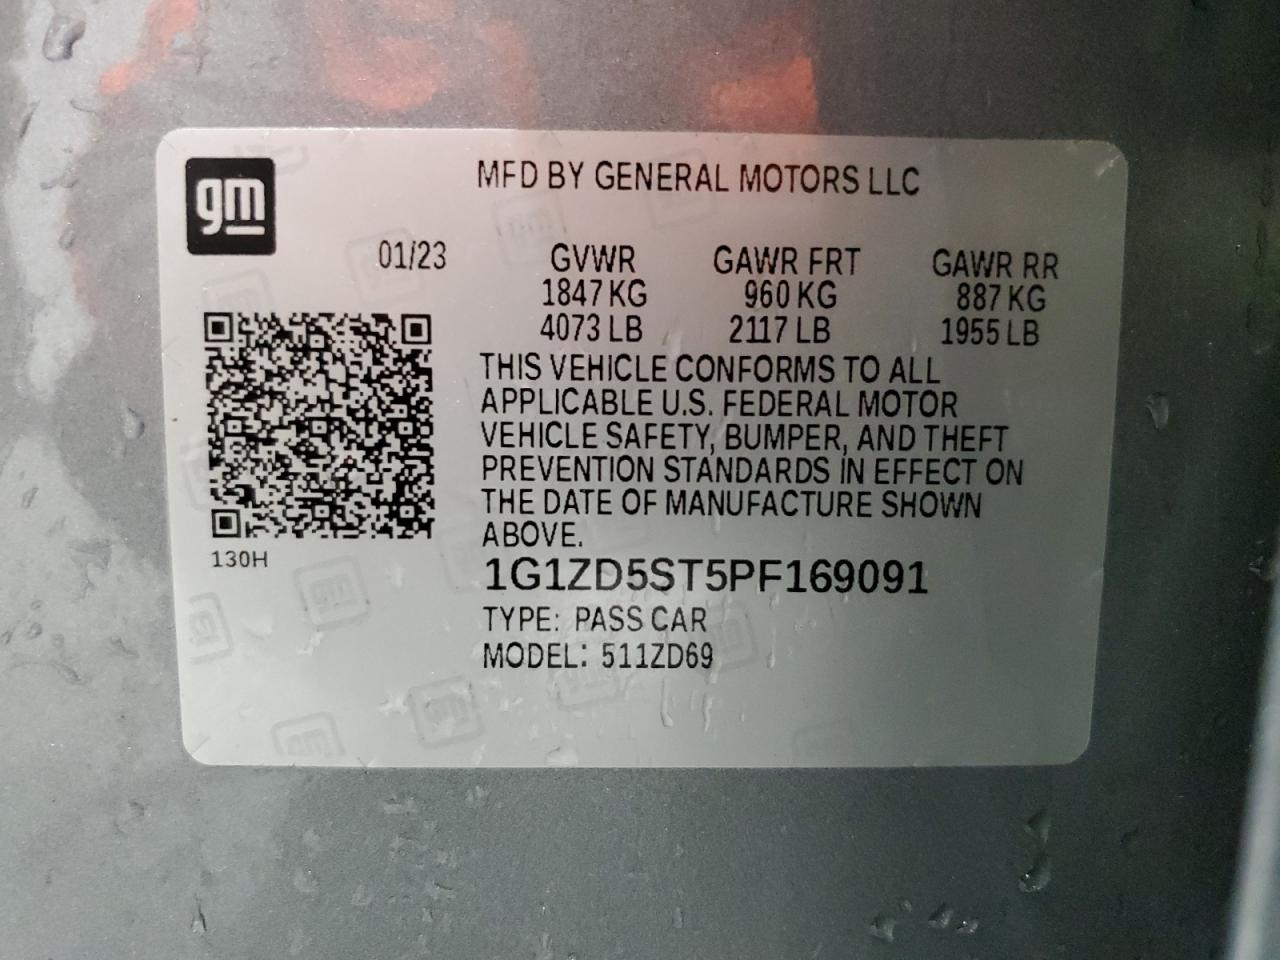 gm
MFD BY GENERAL MOTORS LLC
01/23 GVWR GAWR FRT GAWR RR
1847 KG 960 KG 887 KG
4073 LB 2117 LB 1955 LB
THIS VEHICLE CONFORMS TO ALL
APPLICABLE U.S. FEDERAL MOTOR
VEHICLE SAFETY, BUMPER, AND THEFT
PREVENTION STANDARDS IN EFFECT ON
THE DATE OF MANUFACTURE SHOWN
ABOVE.
130H
1G1ZD5ST5PF169091
TYPE: PASS CAR
MODEL: 511ZD69